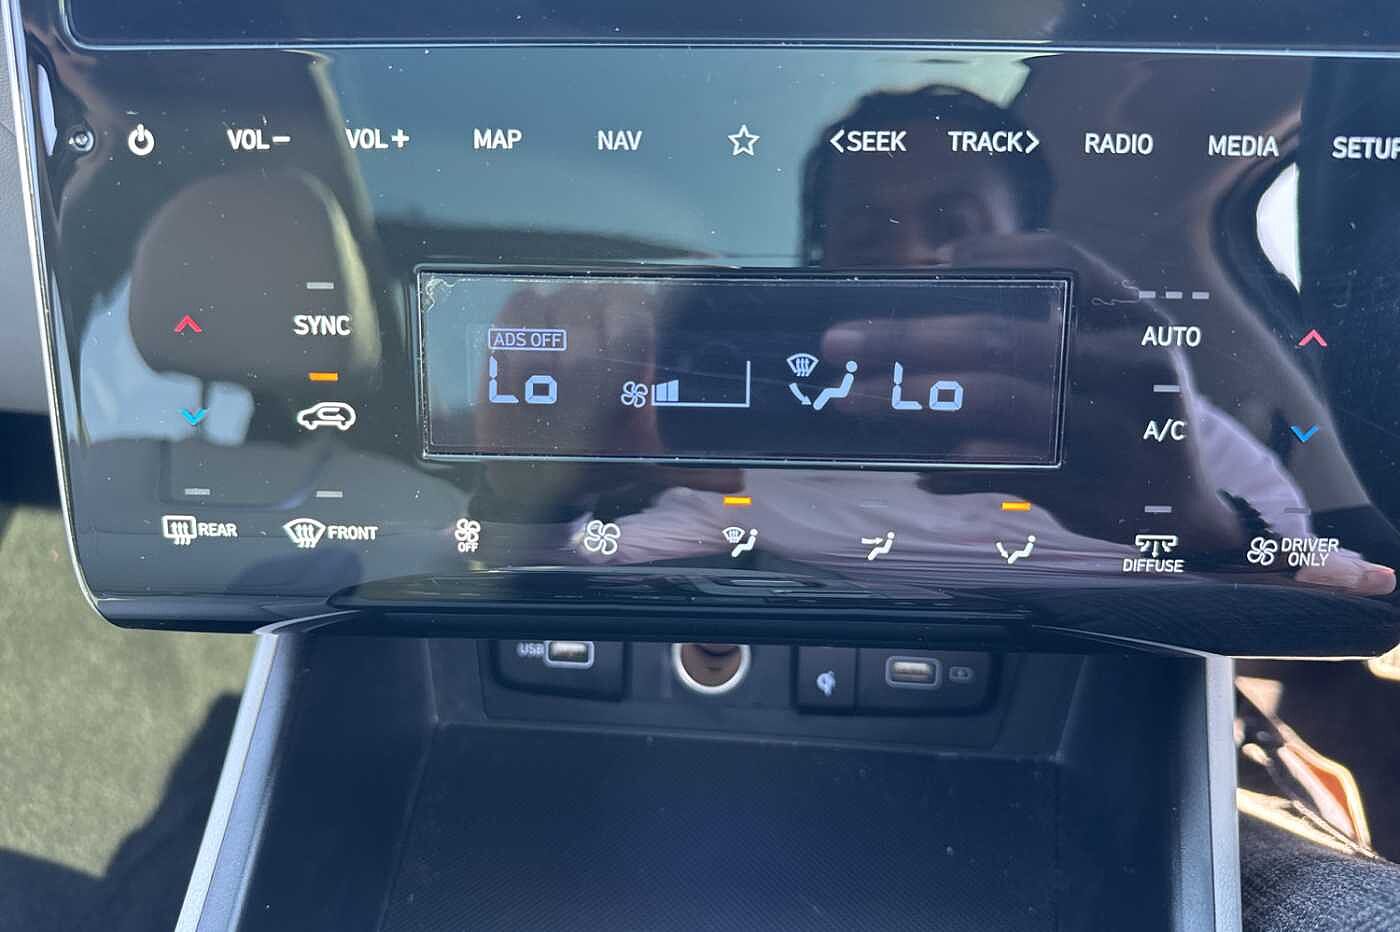 VOL− VOL+ MAP NAV <SEEK TRACK> RADIO MEDIA SETUP
SYNC
ADS OFF
Lo Lo
AUTO
A/C
REAR FRONT OFF DIFFUSE DRIVER
ONLY
USB